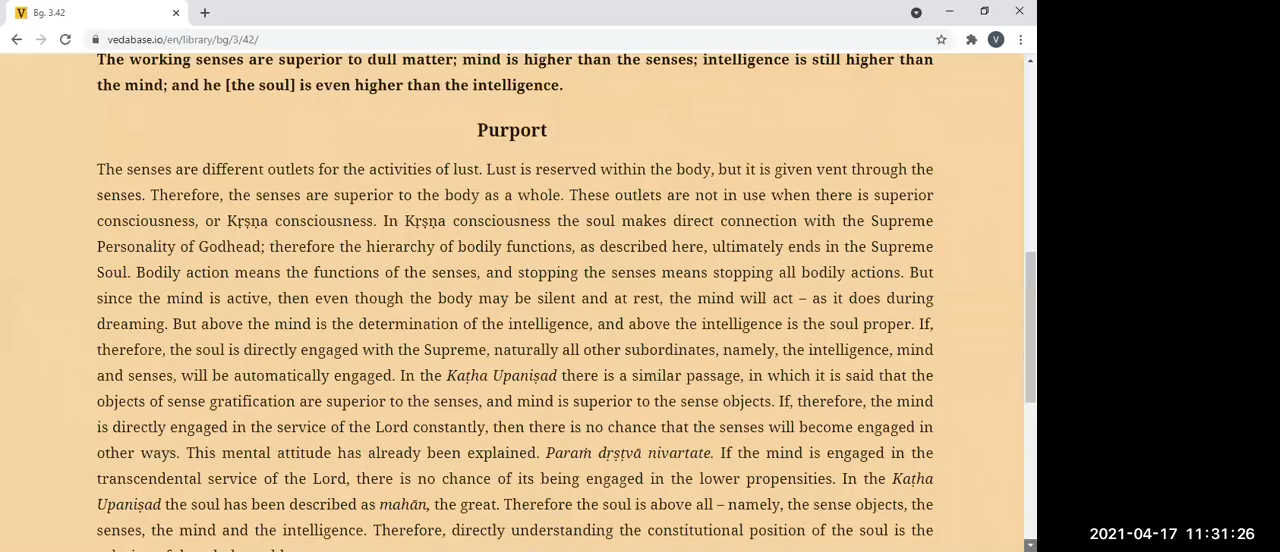 Bg. 3.42
vedabase.io/en/library/bg/3/42/
The working senses are superior to dull matter; mind is higher than the senses; intelligence is still higher than
the mind; and he [the soul] is even higher than the intelligence.
Purport
The senses are different outlets for the activities of lust. Lust is reserved within the body, but it is given vent through the
senses. Therefore, the senses are superior to the body as a whole. These outlets are not in use when there is superior
consciousness, or Kṛṣṇa consciousness. In Kṛṣṇa consciousness the soul makes direct connection with the Supreme
Personality of Godhead; therefore the hierarchy of bodily functions, as described here, ultimately ends in the Supreme
Soul. Bodily action means the functions of the senses, and stopping the senses means stopping all bodily actions. But
since the mind is active, then even though the body may be silent and at rest, the mind will act – as it does during
dreaming. But above the mind is the determination of the intelligence, and above the intelligence is the soul proper. If,
therefore, the soul is directly engaged with the Supreme, naturally all other subordinates, namely, the intelligence, mind
and senses, will be automatically engaged. In the Kaṭha Upaniṣad there is a similar passage, in which it is said that the
objects of sense gratification are superior to the senses, and mind is superior to the sense objects. If, therefore, the mind
is directly engaged in the service of the Lord constantly, then there is no chance that the senses will become engaged in
other ways. This mental attitude has already been explained. Paraṁ dṛṣṭvā nivartate. If the mind is engaged in the
transcendental service of the Lord, there is no chance of its being engaged in the lower propensities. In the Kaṭha
Upaniṣad the soul has been described as mahān, the great. Therefore the soul is above all – namely, the sense objects, the
senses, the mind and the intelligence. Therefore, directly understanding the constitutional position of the soul is the
2021-04-17 11:31:26